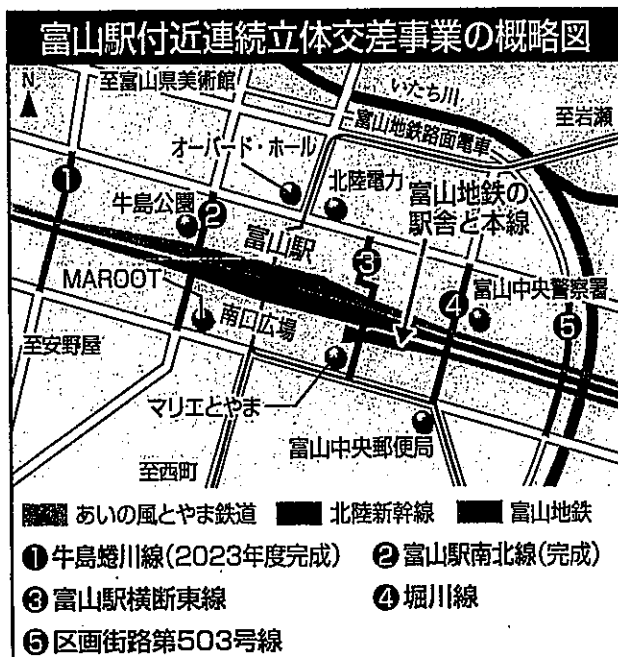 富山駅付近連続立体交差事業の概略図
N
至富山県美術館
いたち川
至岩瀬
富山地鉄路面電車
オーバード・ホール
北陸電力
富山地鉄の
駅舎と本線
❶
牛島公園
❷
富山駅
❸
MAROOT
❹
富山中央警察署
❺
南口広場
至安野屋
マリエとやま
富山中央郵便局
至西町
あいの風とやま鉄道 北陸新幹線 富山地鉄
❶牛島蜷川線(2023年度完成) ❷富山駅南北線(完成)
❸富山駅横断東線 ❹堀川線
❺区画街路第503号線